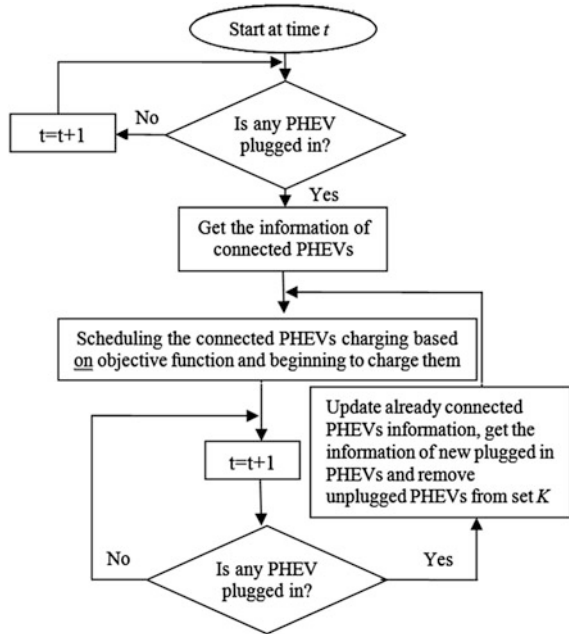 Start at time t
No
t=t+1
Is any PHEV
plugged in?
Yes
Get the information of
connected PHEVs
Scheduling the connected PHEVs charging based
on objective function and beginning to charge them
Update already connected
PHEVs information, get the
information of new plugged in
PHEVs and remove
unplugged PHEVs from set K
t=t+1
No
Is any PHEV
plugged in?
Yes